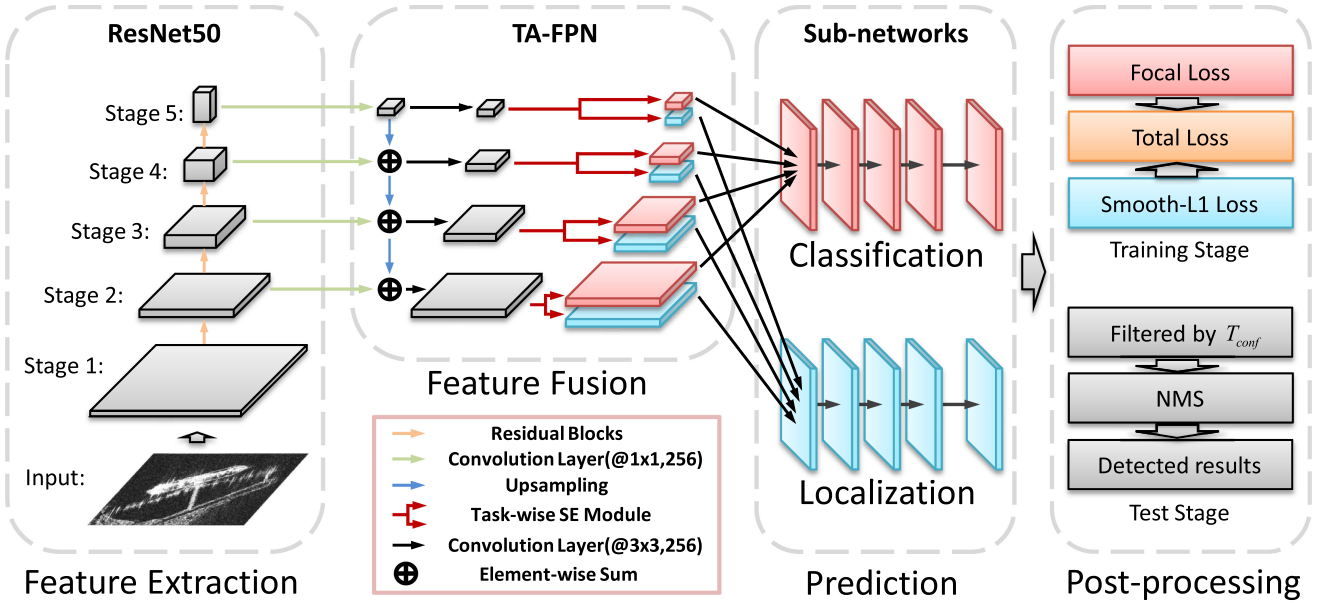 ResNet50
Stage 5:
Stage 4:
Stage 3:
Stage 2:
Stage 1:
Input:
Feature Extraction
TA-FPN
Feature Fusion
Residual Blocks
Convolution Layer(@1x1,256)
Upsampling
Task-wise SE Module
Convolution Layer(@3x3,256)
Element-wise Sum
Sub-networks
Classification
Localization
Prediction
Focal Loss
Total Loss
Smooth-L1 Loss
Training Stage
Filtered by T_conf
NMS
Detected results
Test Stage
Post-processing